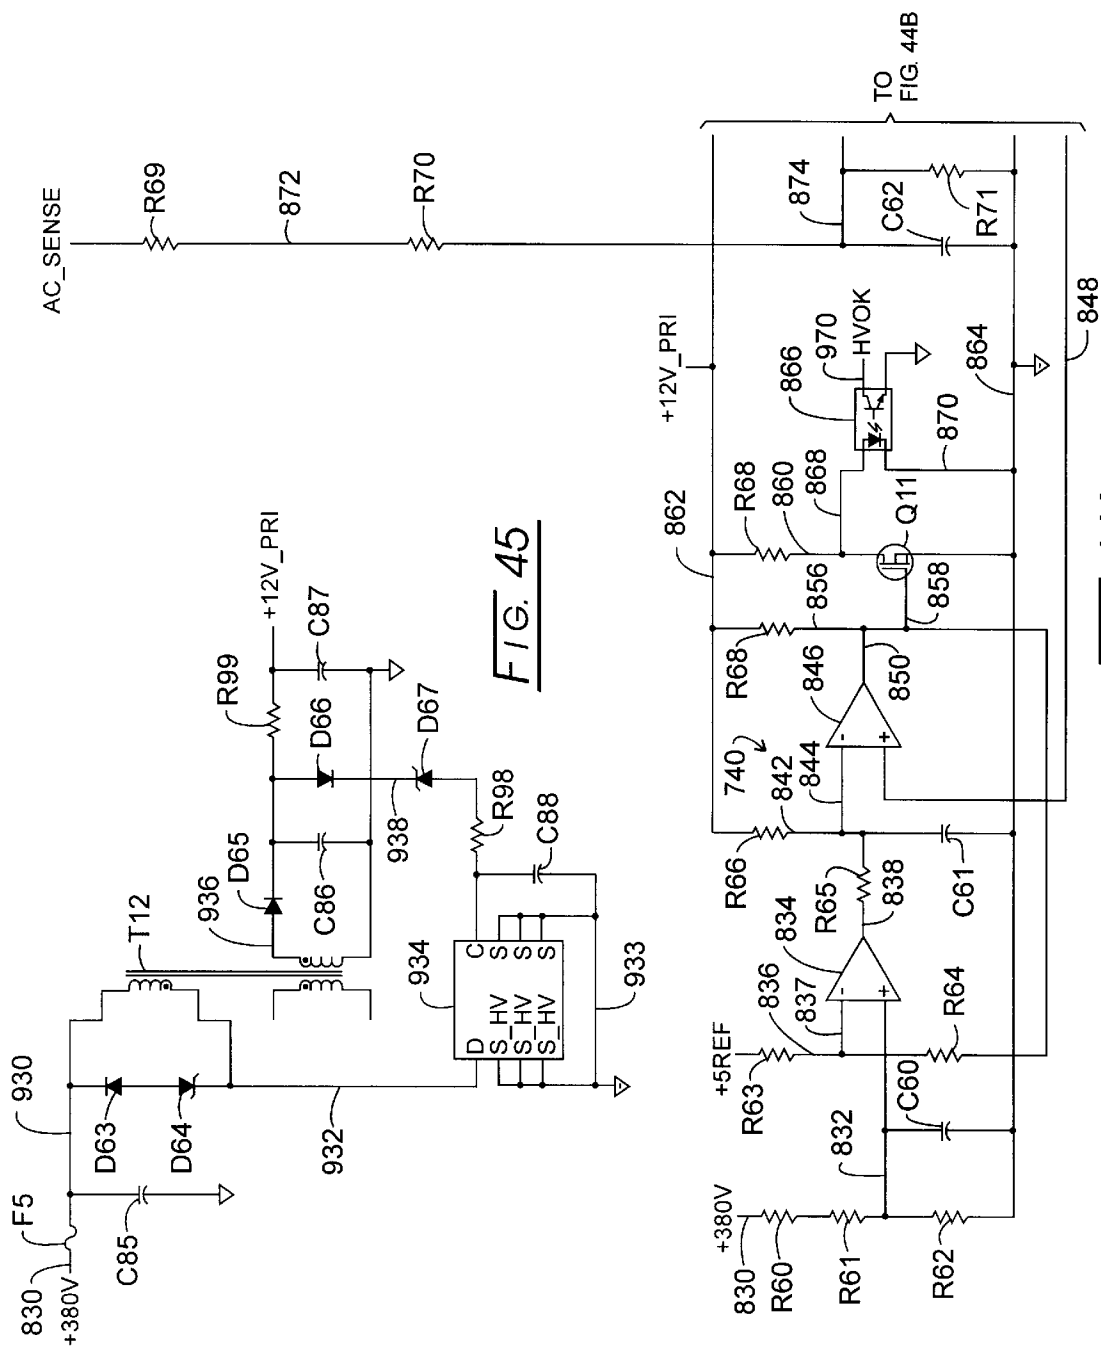 830
F5
+380V
C85
930
D63
D64
932
T12
936
D65
C86
R99
+12V_PRI
C87
D66
938
D67
R98
C88
934
D
C
S_HV
S
S_HV
S
S_HV
S
933
FIG. 45
AC_SENSE
R69
872
R70
+380V
830
R60
R61
R62
832
C60
+5REF
R63
836
837
-
+
834
R64
R65
838
R66
842
740
844
C61
-
+
846
850
R68
856
858
862
R68
860
868
Q11
+12V_PRI
866
970
HVOK
870
864
874
C62
R71
848
TO
FIG. 44B